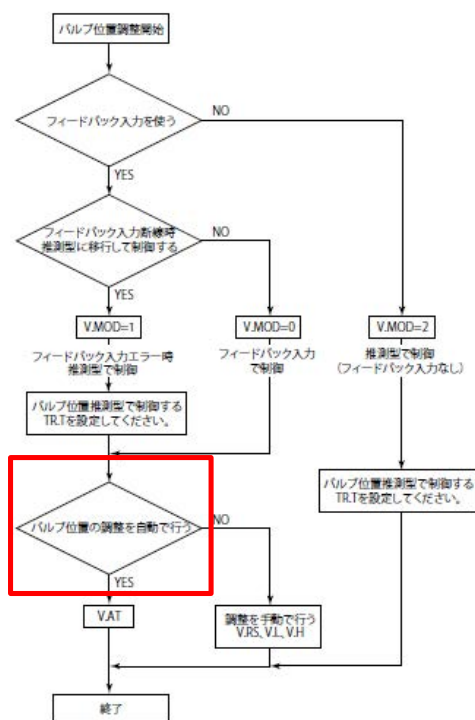 バルブ位置調整開始
フィードバック入力を使う
NO
YES
フィードバック入力断線時
推測型に移行して制御する
NO
YES
V.MOD=1
V.MOD=0
V.MOD=2
フィードバック入力エラー時
推測型で制御
フィードバック入力
で制御
推測型で制御
(フィードバック入力なし)
バルブ位置推測型で制御する
TR.Tを設定してください。
バルブ位置推測型で制御する
TR.Tを設定してください。
バルブ位置の調整を自動で行う
NO
YES
V.AT
調整を手動で行う
V.RS、V.L、V.H
終了